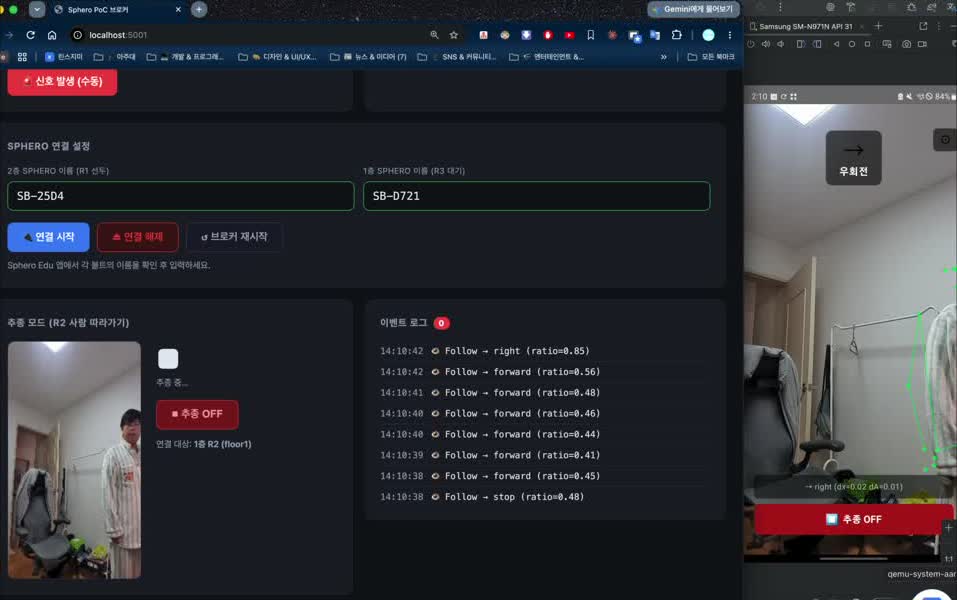 Sphero PoC 브로커
Gemini에게 물어보기
localhost:5001
린스지미
아주대
개발 & 프로그래...
디자인 & UI/UX...
뉴스 & 미디어 (7)
SNS & 커뮤니티...
엔터테인먼트 &...
모든 북마크
신호 발생 (수동)
SPHERO 연결 설정
2층 SPHERO 이름 (R1 선두)
1층 SPHERO 이름 (R3 대기)
SB-25D4
SB-D721
연결 시작
연결 해제
브로커 재시작
Sphero Edu 앱에서 각 볼트의 이름을 확인 후 입력하세요.
추종 모드 (R2 사람 따라가기)
추종 중...
추종 OFF
연결 대상: 1층 R2 (floor1)
이벤트 로그 0
14:10:42 Follow → right (ratio=0.85)
14:10:42 Follow → forward (ratio=0.56)
14:10:41 Follow → forward (ratio=0.48)
14:10:40 Follow → forward (ratio=0.46)
14:10:40 Follow → forward (ratio=0.44)
14:10:39 Follow → forward (ratio=0.41)
14:10:38 Follow → forward (ratio=0.45)
14:10:38 Follow → stop (ratio=0.48)
Samsung SM-N971N API 31
2:10
84%
우회전
→ right (dx=0.02 dA=0.01)
추종 OFF
1:1
qemu-system-aar